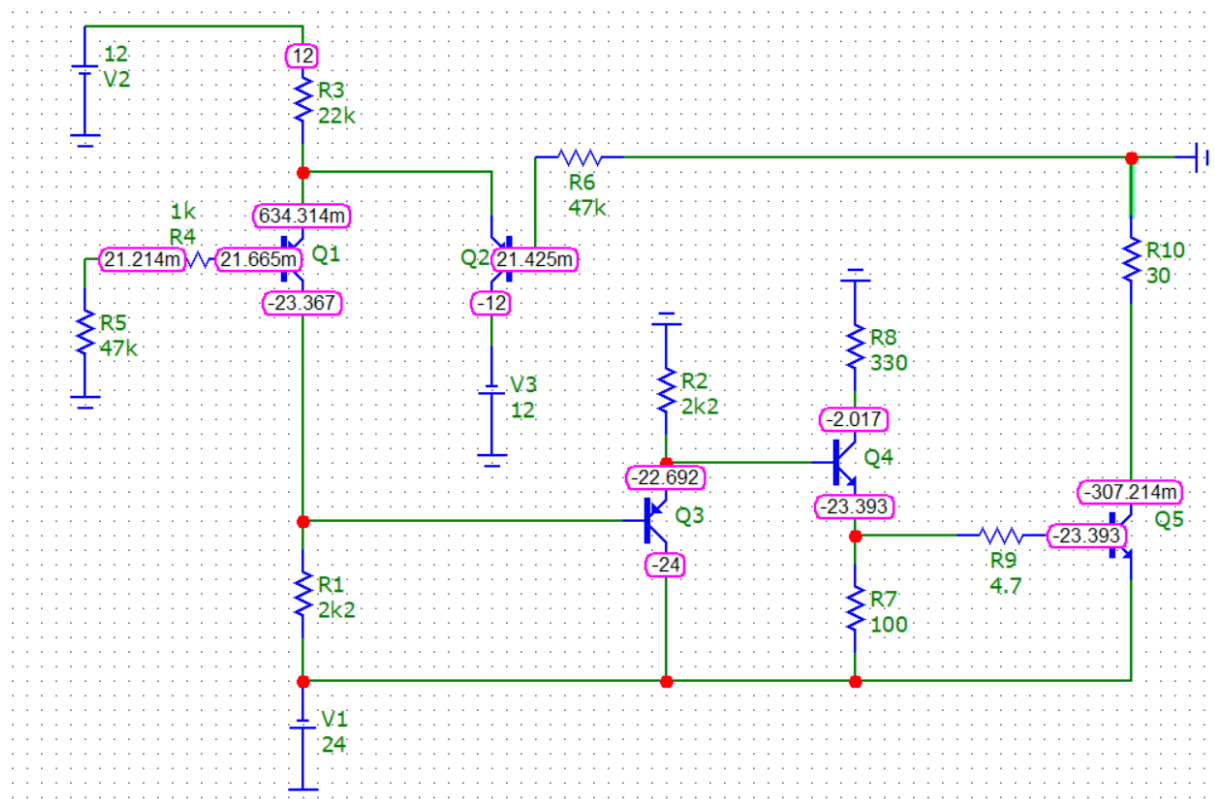 12
V2
12
R3
22k
R6
47k
1k
R4
634.314m
21.214m
21.665m
Q1
Q2
21.425m
R10
30
-23.367
-12
R5
47k
R8
330
V3
12
R2
2k2
-2.017
Q4
-22.692
-23.393
-307.214m
Q3
Q5
-23.393
R9
4.7
-24
R1
2k2
R7
100
V1
24